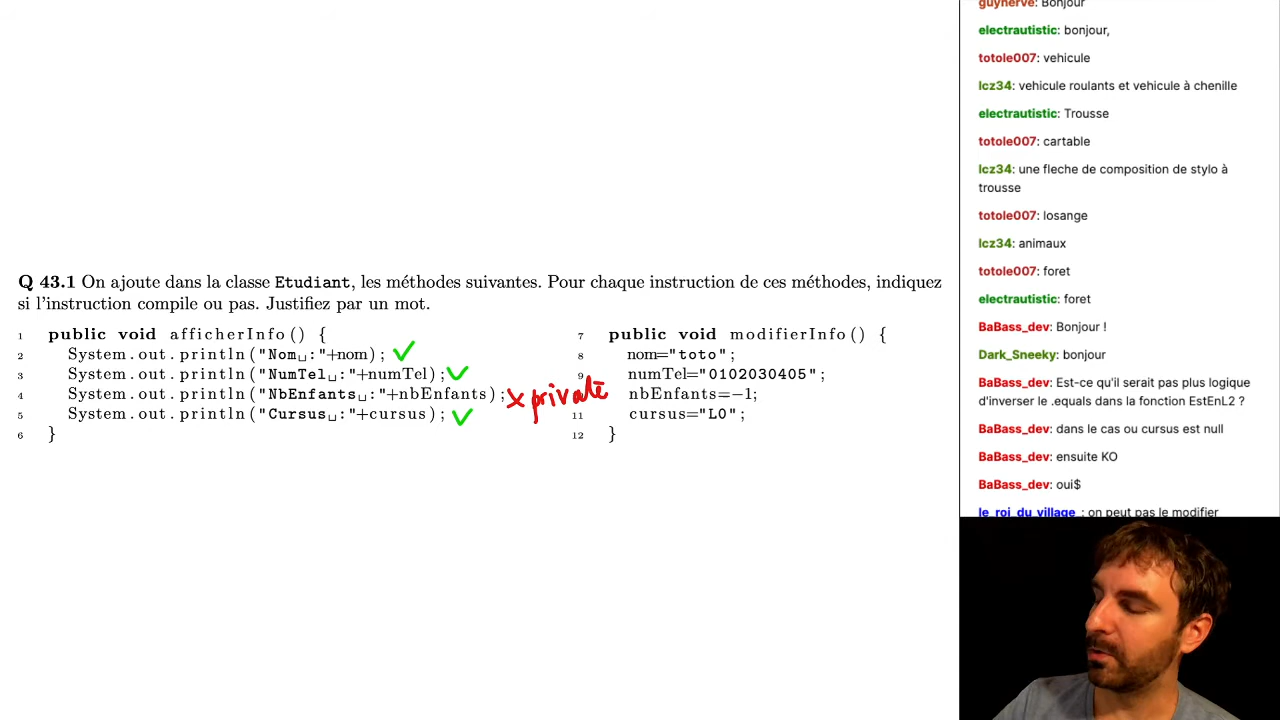 Q 43.1 On ajoute dans la classe Etudiant, les méthodes suivantes. Pour chaque instruction de ces méthodes, indiquez
si l'instruction compile ou pas. Justifiez par un mot.
1 public void afficherInfo() {
2 System.out.println("Nom␣:"+nom);
3 System.out.println("NumTel␣:"+numTel);
4 System.out.println("NbEnfants␣:"+nbEnfants); x private
5 System.out.println("Cursus␣:"+cursus);
6 }
7 public void modifierInfo() {
8 nom="toto";
9 numTel="0102030405";
nbEnfants=-1;
11 cursus="L0";
12 }
guynerve: Bonjour
electrautistic: bonjour,
totole007: vehicule
lcz34: vehicule roulants et vehicule à chenille
electrautistic: Trousse
totole007: cartable
lcz34: une fleche de composition de stylo à
trousse
totole007: losange
lcz34: animaux
totole007: foret
electrautistic: foret
BaBass_dev: Bonjour !
Dark_Sneeky: bonjour
BaBass_dev: Est-ce qu'il serait pas plus logique
d'inverser le .equals dans la fonction EstEnL2 ?
BaBass_dev: dans le cas ou cursus est null
BaBass_dev: ensuite KO
BaBass_dev: oui$
le_roi_du_village_: on peut pas le modifier